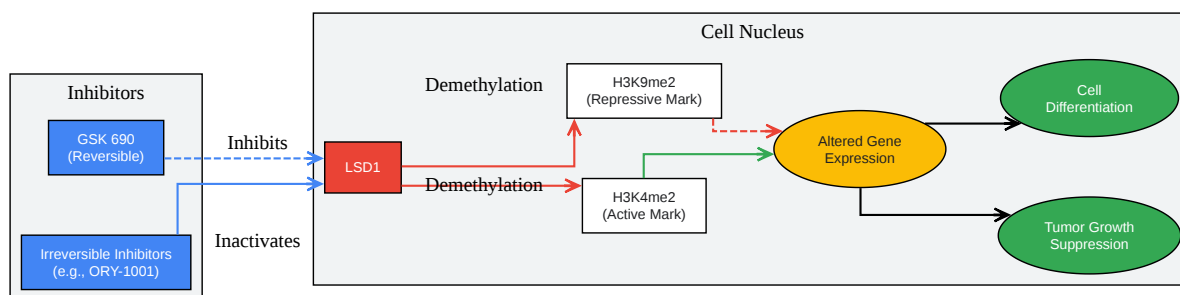 Cell Nucleus
Inhibitors
GSK 690
(Reversible)
Inhibits
Irreversible Inhibitors
(e.g., ORY-1001)
Inactivates
LSD1
Demethylation
H3K9me2
(Repressive Mark)
Demethylation
H3K4me2
(Active Mark)
Altered Gene
Expression
Cell
Differentiation
Tumor Growth
Suppression